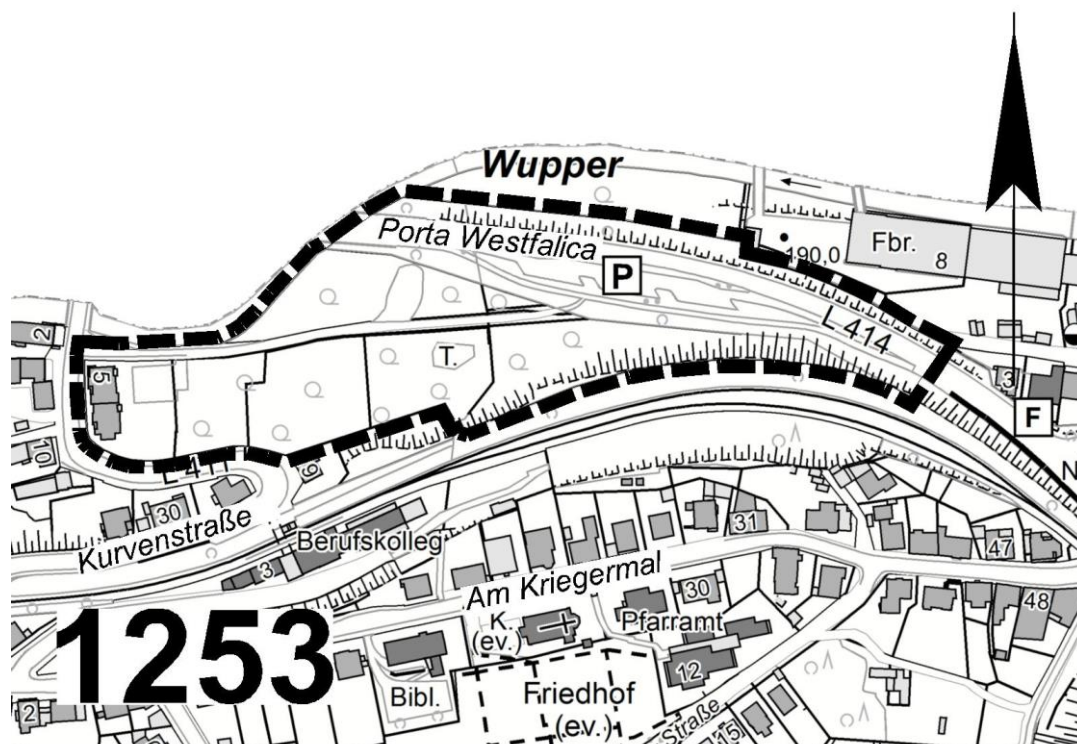 Wupper
Porta Westfalica
190,0
Fbr.
8
P
L 414
2
5
T.
3
F
10
L 4
9
N
30
Kurvenstraße
Berufskolleg
31
47
3
Am Kriegermal
30
48
1253
K.
(ev.)
Pfarramt
12
Bibl.
Friedhof
(ev.)
Straße
2
15